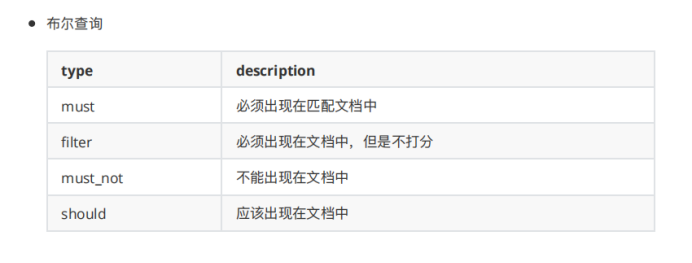 布尔查询
type description
must 必须出现在匹配文档中
filter 必须出现在文档中，但是不打分
must_not 不能出现在文档中
should 应该出现在文档中